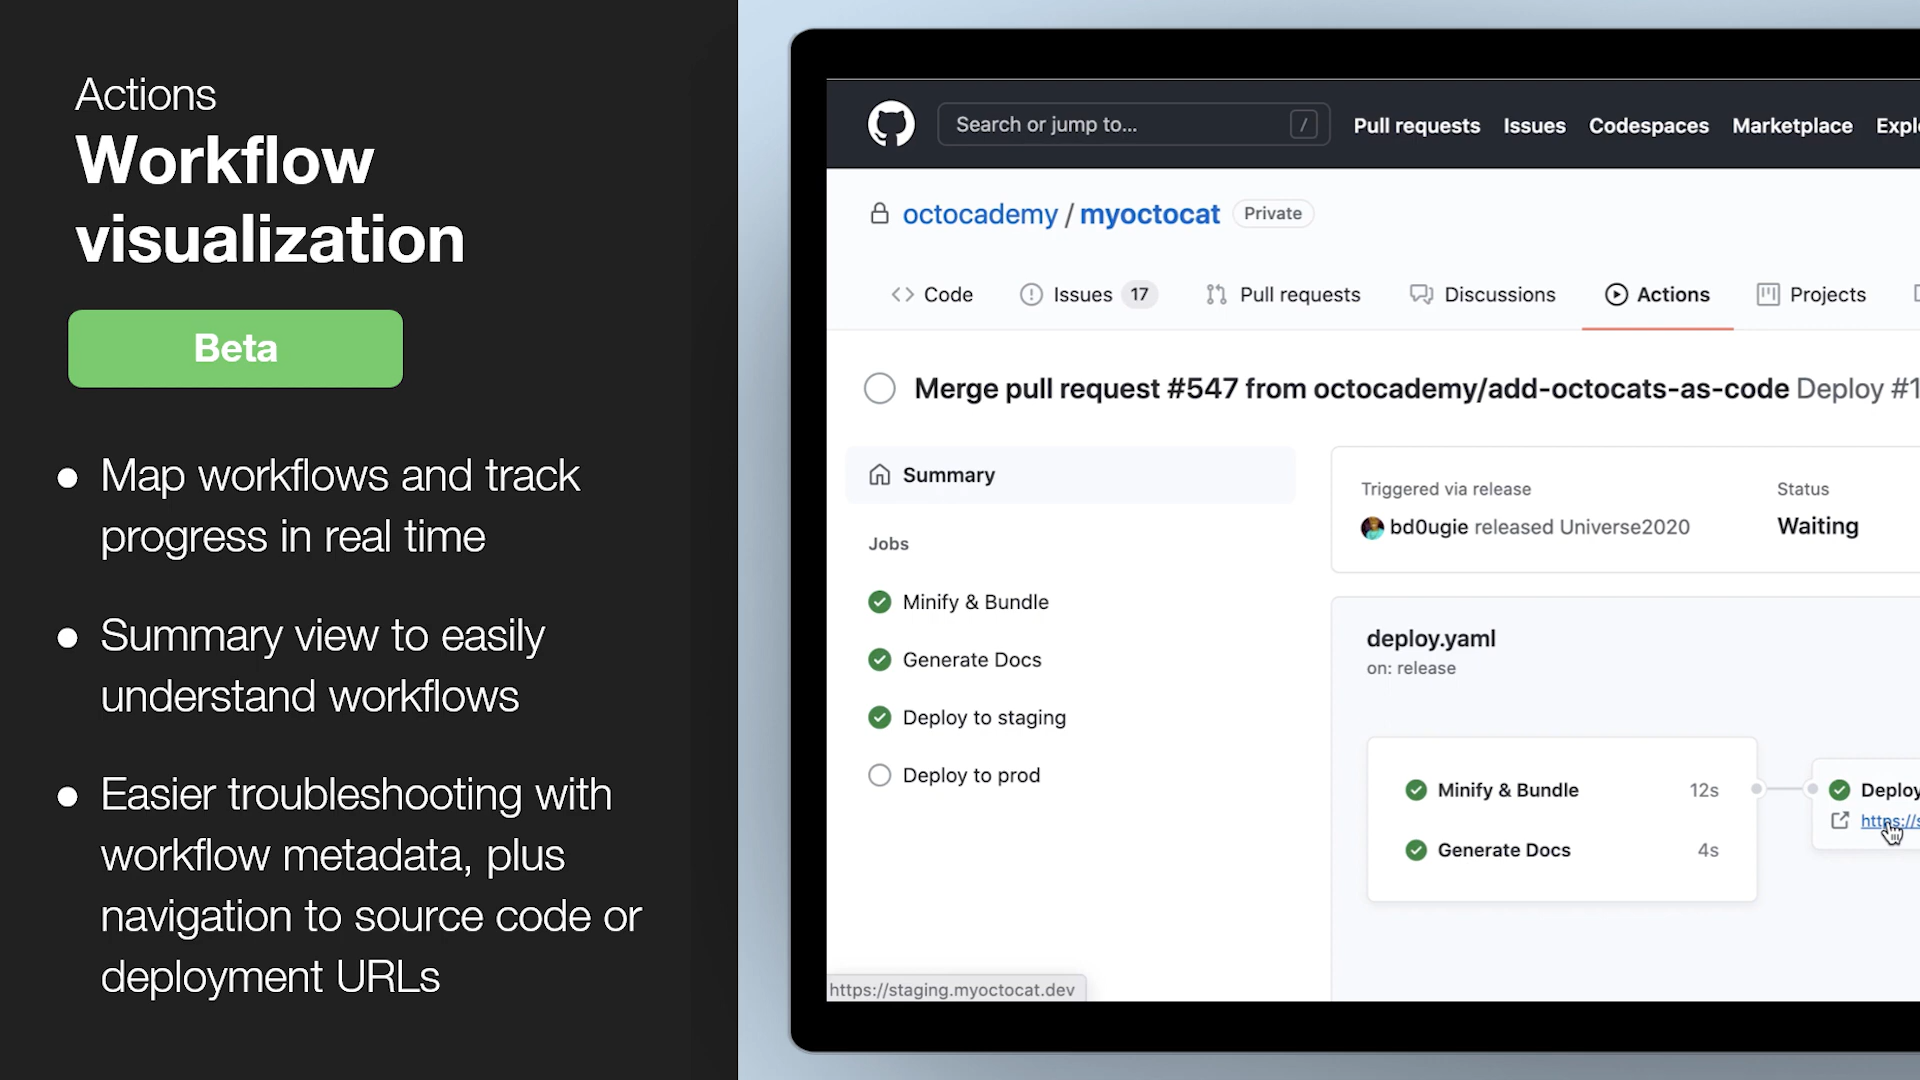 Actions
Workflow
visualization
Beta
Map workflows and track
progress in real time
Summary view to easily
understand workflows
Easier troubleshooting with
workflow metadata, plus
navigation to source code or
deployment URLs
Search or jump to... / Pull requests Issues Codespaces Marketplace Expl
octocademy / myoctocat Private
Code Issues 17 Pull requests Discussions Actions Projects
Merge pull request #547 from octocademy/add-octocats-as-code Deploy #1
Summary
Triggered via release Status
bd0ugie released Universe2020 Waiting
Jobs
Minify & Bundle
Generate Docs
Deploy to staging
Deploy to prod
deploy.yaml
on: release
Minify & Bundle 12s
Generate Docs 4s
Deploy
https://s
https://staging.myoctocat.dev